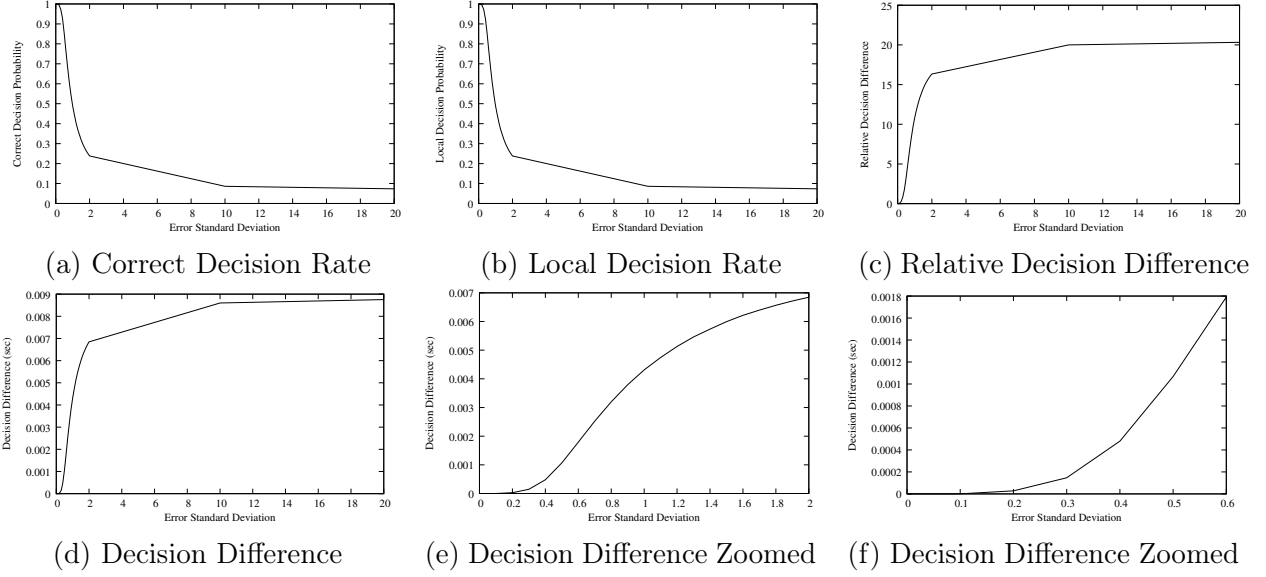 1
0.9
0.8
0.7
0.6
0.5
0.4
0.3
0.2
0.1
0
Correct Decision Probability
0 2 4 6 8 10 12 14 16 18 20
Error Standard Deviation
(a) Correct Decision Rate
1
0.9
0.8
0.7
0.6
0.5
0.4
0.3
0.2
0.1
0
Local Decision Probability
0 2 4 6 8 10 12 14 16 18 20
Error Standard Deviation
(b) Local Decision Rate
25
20
15
10
5
0
Relative Decision Difference
0 2 4 6 8 10 12 14 16 18 20
Error Standard Deviation
(c) Relative Decision Difference
0.009
0.008
0.007
0.006
0.005
0.004
0.003
0.002
0.001
0
Decision Difference (sec)
0 2 4 6 8 10 12 14 16 18 20
Error Standard Deviation
(d) Decision Difference
0.007
0.006
0.005
0.004
0.003
0.002
0.001
0
Decision Difference (sec)
0 0.2 0.4 0.6 0.8 1 1.2 1.4 1.6 1.8 2
Error Standard Deviation
(e) Decision Difference Zoomed
0.0018
0.0016
0.0014
0.0012
0.001
0.0008
0.0006
0.0004
0.0002
0
Decision Difference (sec)
0 0.1 0.2 0.3 0.4 0.5 0.6
Error Standard Deviation
(f) Decision Difference Zoomed